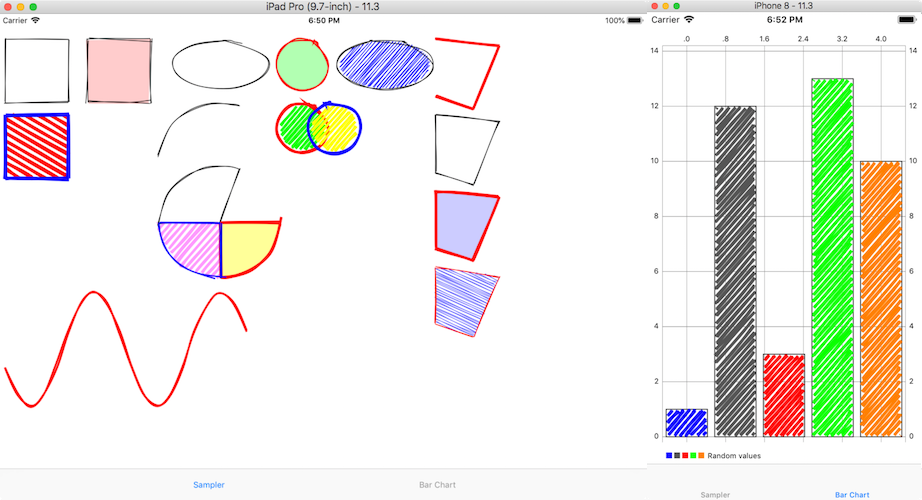 iPad Pro (9.7-inch) - 11.3
Carrier 6:50 PM 100%
Sampler Bar Chart
iPhone 8 - 11.3
Carrier 6:52 PM
.0 .8 1.6 2.4 3.2 4.0
14 14
12 12
10 10
8 8
6 6
4 4
2 2
0 0
Random values
Sampler Bar Chart